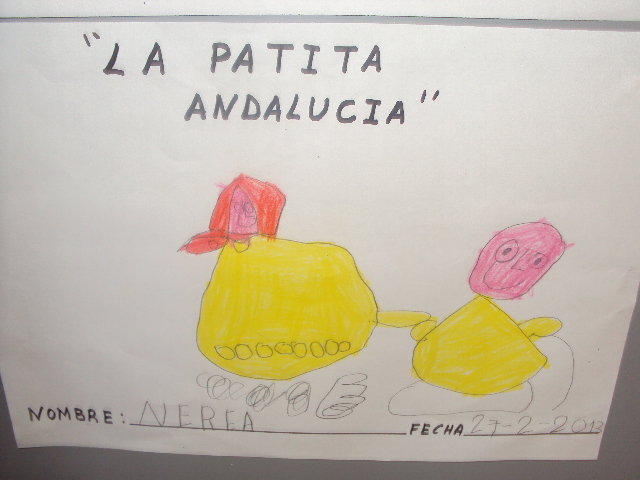 "LA PATITA
ANDALUCIA"
NOMBRE: NEREA FECHA 27-2-2013